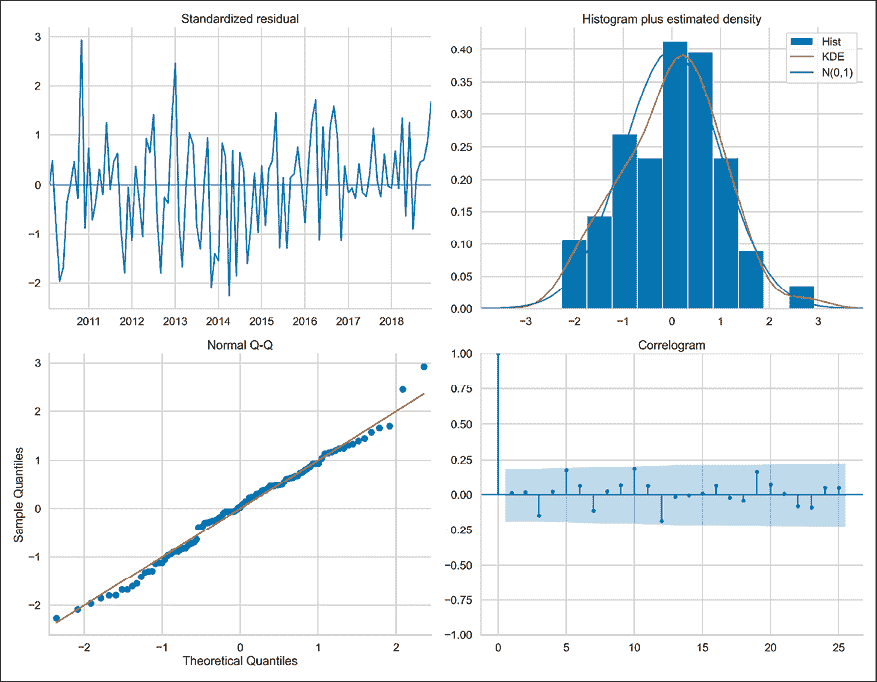 Standardized residual
3
2
1
0
−1
−2
2011 2012 2013 2014 2015 2016 2017 2018
Histogram plus estimated density
Hist
KDE
N(0,1)
0.40
0.35
0.30
0.25
0.20
0.15
0.10
0.05
0.00
−3 −2 −1 0 1 2 3
Normal Q-Q
Sample Quantiles
3
2
1
0
−1
−2
−2 −1 0 1 2
Theoretical Quantiles
Correlogram
1.00
0.75
0.50
0.25
0.00
0.25
−0.50
−0.75
−1.00
0 5 10 15 20 25